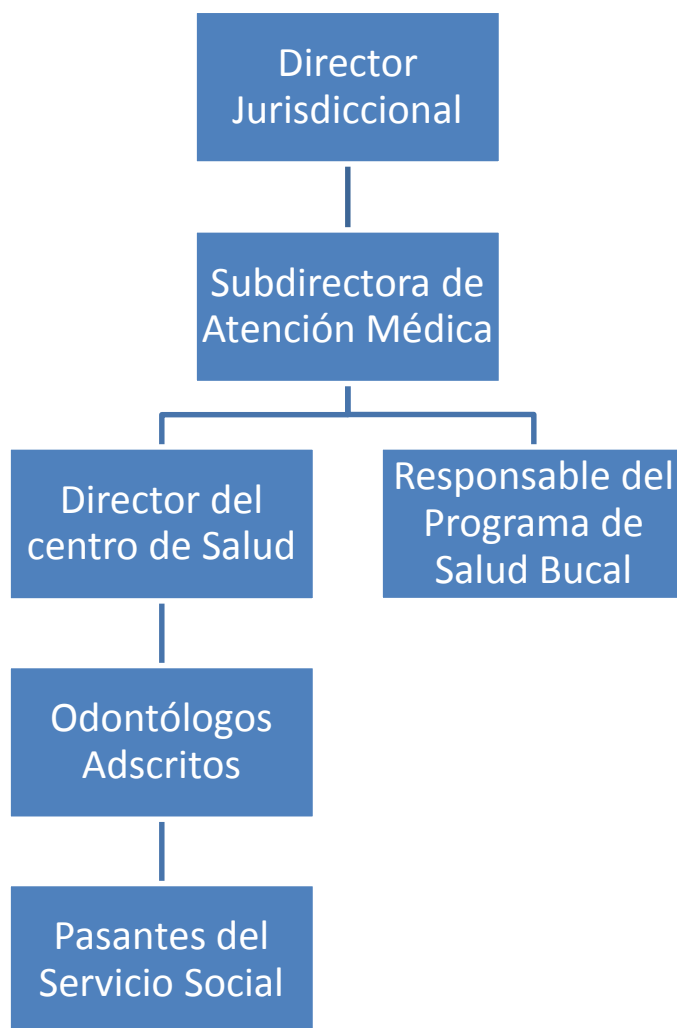 Director
Jurisdiccional
Subdirectora de
Atención Médica
Director del
centro de Salud
Responsable del
Programa de
Salud Bucal
Odontólogos
Adscritos
Pasantes del
Servicio Social